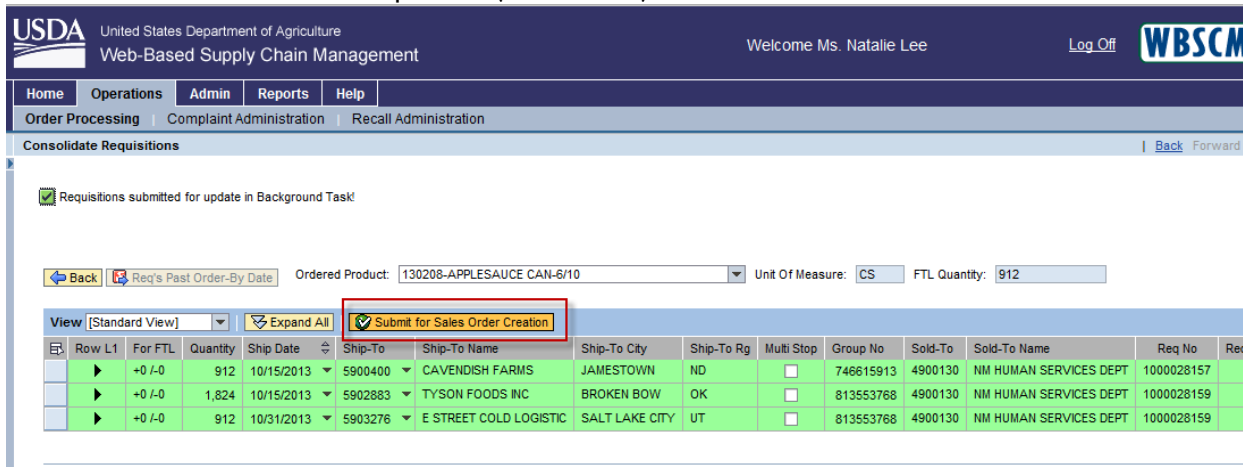 USDA United States Department of Agriculture
Web-Based Supply Chain Management
Welcome Ms. Natalie Lee Log Off WBSCM
Home Operations Admin Reports Help
Order Processing | Complaint Administration | Recall Administration
Consolidate Requisitions | Back Forward
Requisitions submitted for update in Background Task!
Back Req's Past Order-By Date Ordered Product: 130208-APPLESAUCE CAN-6/10 Unit Of Measure: CS FTL Quantity: 912
View [Standard View] Expand All Submit for Sales Order Creation
Row L1 For FTL Quantity Ship Date Ship-To Ship-To Name Ship-To City Ship-To Rg Multi Stop Group No Sold-To Sold-To Name Req No Rec
+0 /-0 912 10/15/2013 5900400 CAVENDISH FARMS JAMESTOWN ND 746615913 4900130 NM HUMAN SERVICES DEPT 1000028157
+0 /-0 1,824 10/15/2013 5902883 TYSON FOODS INC BROKEN BOW OK 813553768 4900130 NM HUMAN SERVICES DEPT 1000028159
+0 /-0 912 10/31/2013 5903276 E STREET COLD LOGISTIC SALT LAKE CITY UT 813553768 4900130 NM HUMAN SERVICES DEPT 1000028159